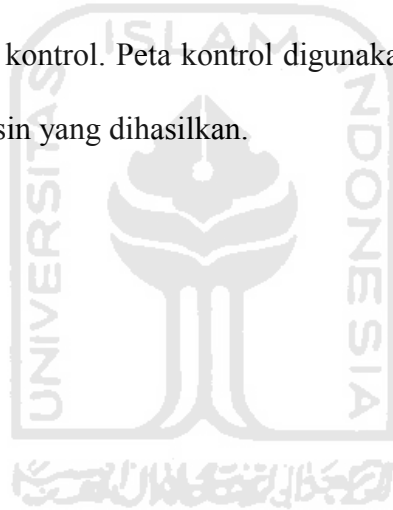 kontrol. Peta kontrol digunaka
sin yang dihasilkan.
UNIVERSITAS
ISLAM
INDONESIA